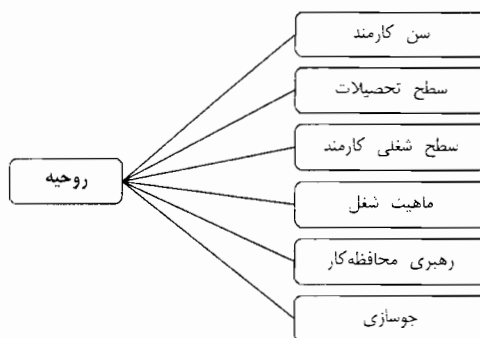 سن کارمند
سطح تحصیلات
سطح شغلی کارمند
روحیه
ماهیت شغل
رهبری محافظه‌کار
جوسازی